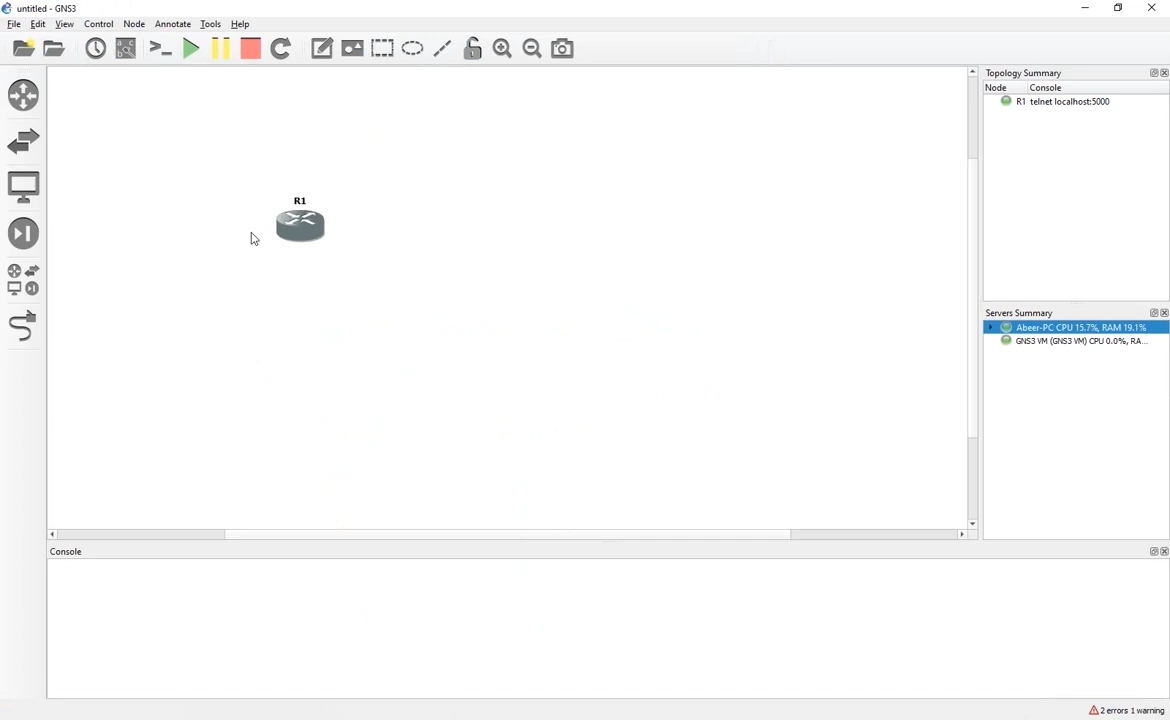 untitled - GNS3
File Edit View Control Node Annotate Tools Help
R1
Topology Summary
Node Console
R1 telnet localhost:5000
Servers Summary
Abeer-PC CPU 15.7%, RAM 19.1%
GNS3 VM (GNS3 VM) CPU 0.0%, RA...
Console
2 errors 1 warning